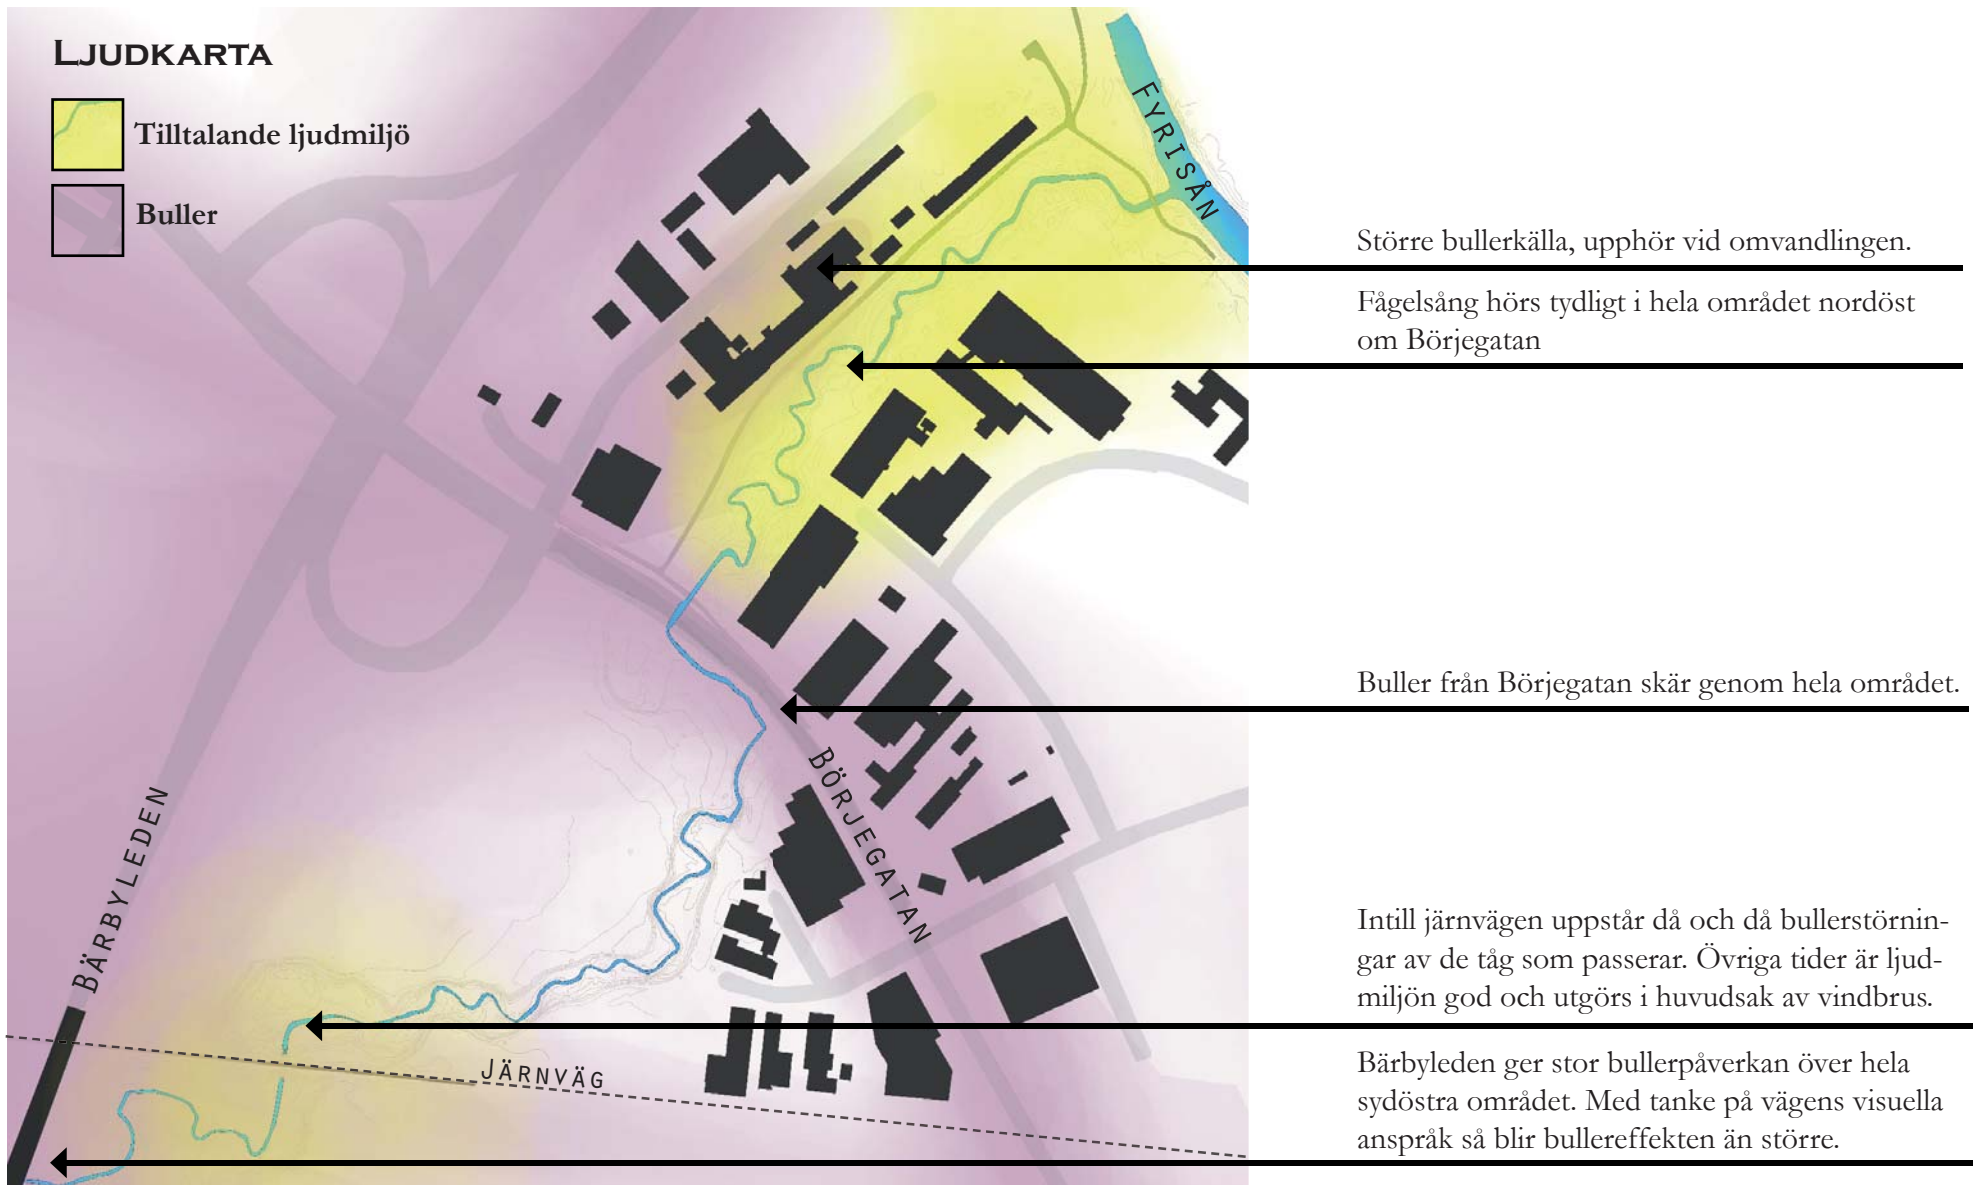 LJUDKARTA
Tilltalande ljudmiljö
Buller
FYRISÅN
Större bullerkälla, upphör vid omvandlingen.
Fågelsång hörs tydligt i hela området nordöst
om Börjegatan
Buller från Börjegatan skär genom hela området.
BÖRJEGATAN
BÄRBYLEDEN
Intill järnvägen uppstår då och då bullerstörnin-
gar av de tåg som passerar. Övriga tider är ljud-
miljön god och utgörs i huvudsak av vindbrus.
JÄRNVÄG
Bärbyleden ger stor bullerpåverkan över hela
sydöstra området. Med tanke på vägens visuella
anspråk så blir bullereffekten än större.